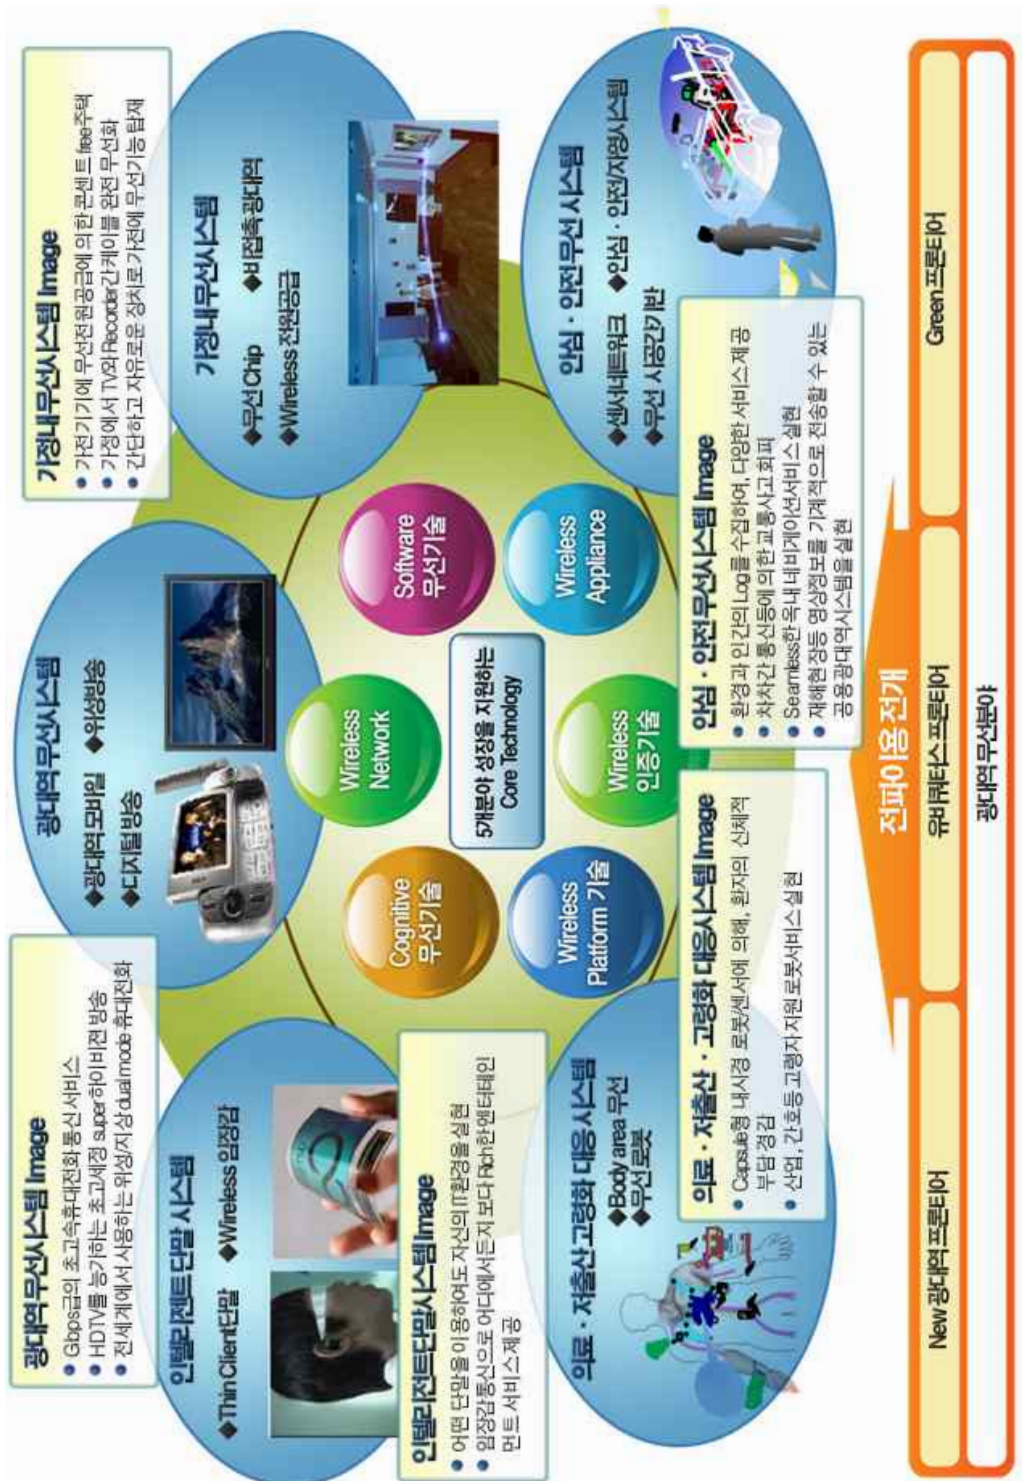 광대역무선시스템 Image
• Gbps급의 초고속휴대전화 통신 서비스
• HDTV를 능가하는 초고세정 super 하이 비전 방송
• 전세계에서 사용하는 위성/지상 dual mode 휴대전화
광대역무선시스템
◆광대역 모바일 ◆위성방송
◆디지털 방송
가정내무선시스템 Image
• 가전기기에 무선전원공급에 의한 콘센트 free주택
• 가정에서 TV와 Recorder간 케이블 완전 무선화
• 간단하고 자유로운 장치로 가전에 무선기능 탑재
인텔리젠트단말 시스템
◆Thin Client단말 ◆Wireless 임장감
가정내무선시스템
◆무선 Chip ◆비접촉 광대역
◆Wireless 전원공급
Cognitive
무선기술
Wireless
Network
Software
무선기술
5개분야 성장을 지원하는
Core Technology
Wireless
Platform 기술
Wireless
인증기술
Wireless
Appliance
인텔리전트단말시스템 Image
• 어떤 단말을 이용하여도 자신의 IT환경을 실현
• 임장감통신으로 어디에서든지 보다 Rich한 엔터테인
먼트 서비스 제공
안심 · 안전무선 시스템
◆센서네트워크 ◆안심 · 안전/차량시스템
◆무선 시공간기반
의료 · 저출산고령화 대응 시스템
◆Body area 무선
◆무선로봇
의료 · 저출산 · 고령화 대응시스템 Image
• Capsule형 내시경 로봇/센서에 의해, 환자의 신체적
부담 경감
• 산업, 간호등 고령자 지원 로봇서비스 실현
안심 · 안전 무선시스템 Image
• 환경과 인간의 Log를 수집하여, 다양한 서비스 제공
• 차차간 통신등에 의한 교통사고 회피
• Seamless한 옥내 네비게이션서비스 실현
• 재해현장등 영상정보를 기계적으로 전송할 수 있는
공용광대역시스템을 실현
전파이용 전개
New 광대역 프론티어
유비쿼터스 프론티어
Green 프론티어
광대역 무선분야